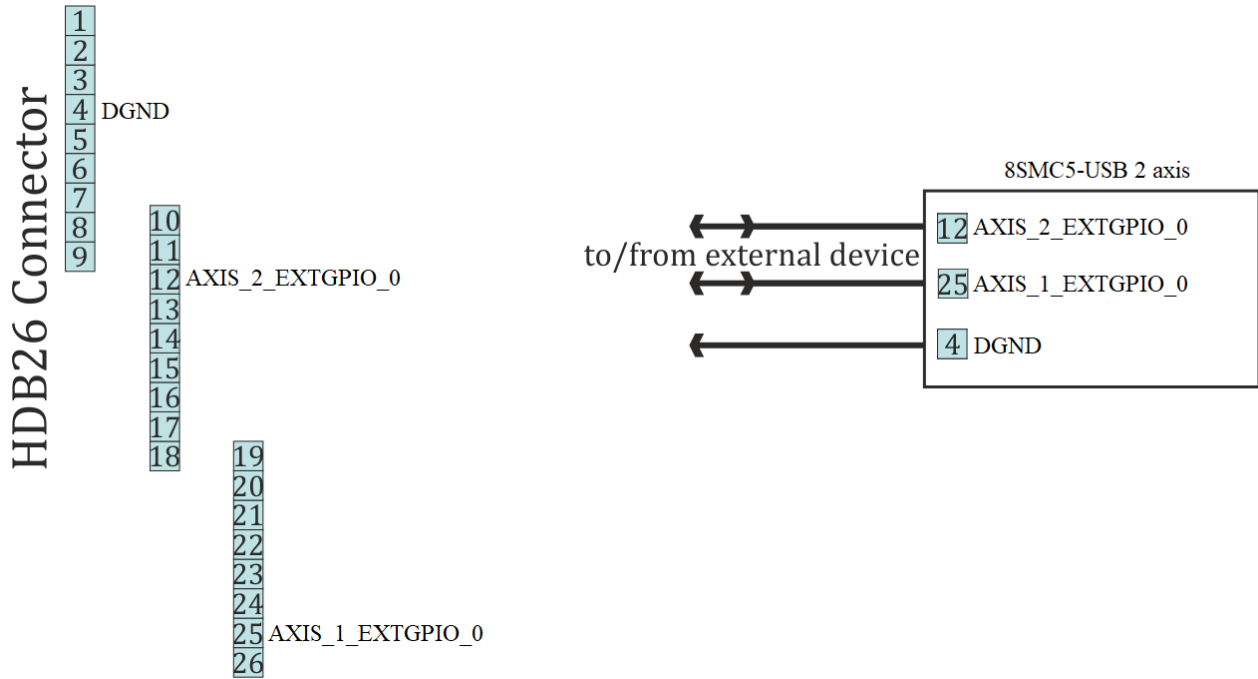 HDB26 Connector
1
2
3
4 DGND
5
6
7
8
9
10
11
12 AXIS_2_EXTGPIO_0
13
14
15
16
17
18
19
20
21
22
23
24
25 AXIS_1_EXTGPIO_0
26
8SMC5-USB 2 axis
12 AXIS_2_EXTGPIO_0
to/from external device
25 AXIS_1_EXTGPIO_0
4 DGND